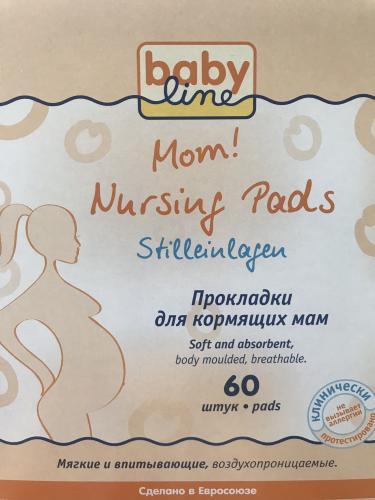 baby
line
Mom!
Nursing Pads
Stilleinlagen
Прокладки
для кормящих мам
Soft and absorbent,
body moulded, breathable.
60
штук • pads
клинически
не
вызывает
аллергии
протестировано
Мягкие и впитывающие, воздухопроницаемые.
Сделано в Евросоюзе